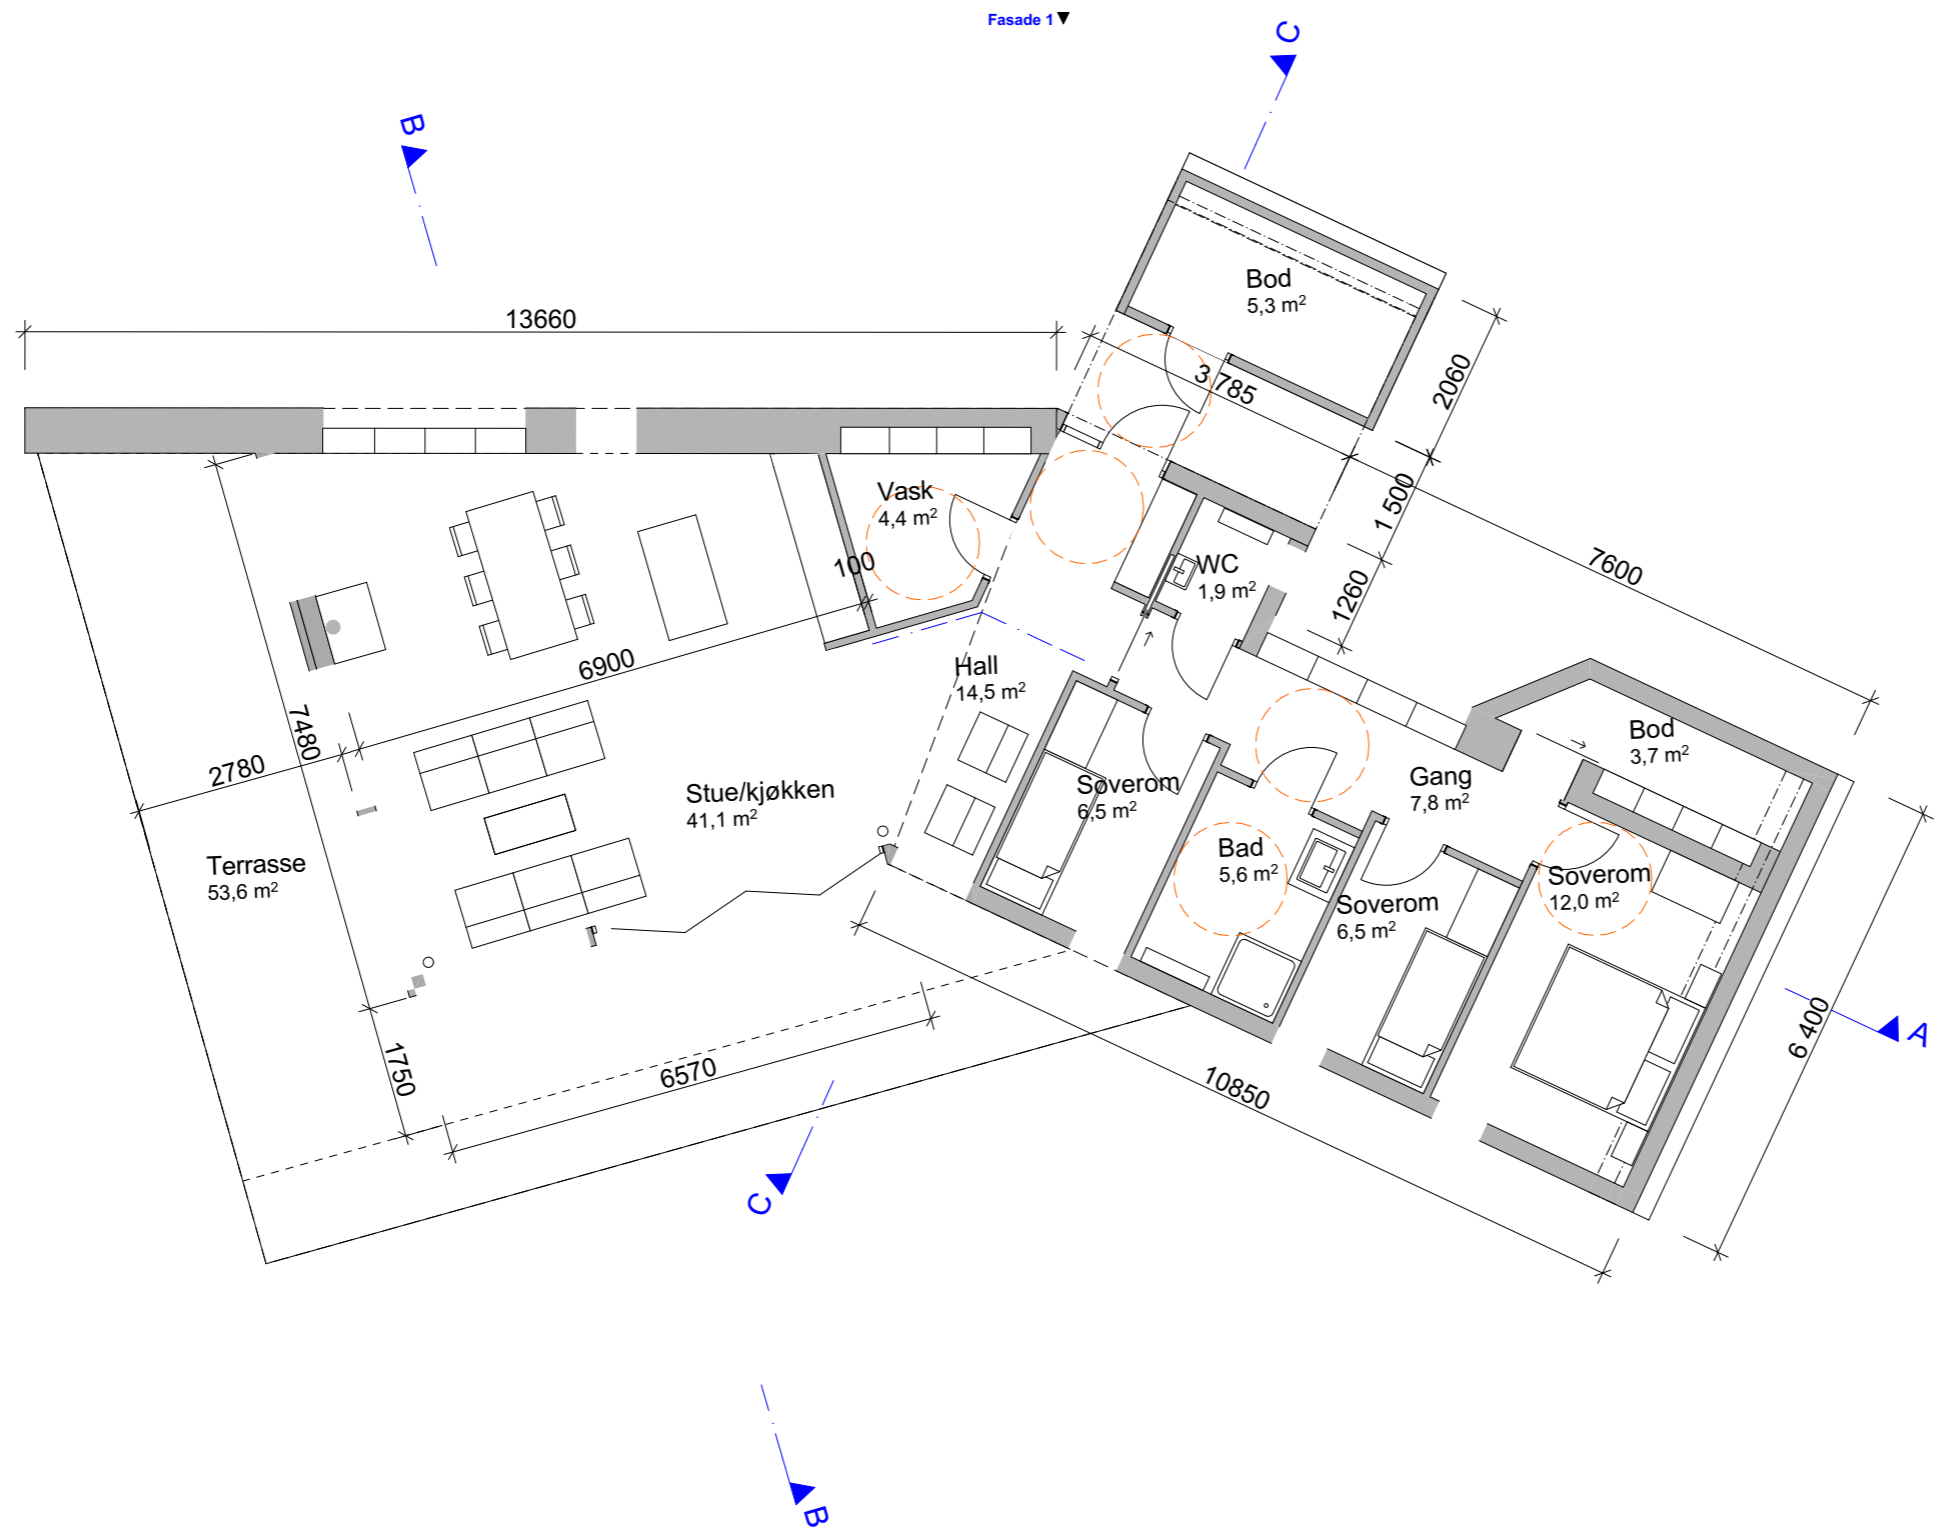 Fasade 1
C
B
13660
Bod
5,3 m²
3 785
2060
Vask
4,4 m²
1 500
100
WC
1,9 m²
1260
7600
6900
Hall
14,5 m²
7480
2780
Bod
3,7 m²
Stue/kjøkken
41,1 m²
Soverom
6,5 m²
Gang
7,8 m²
Terrasse
53,6 m²
Bad
5,6 m²
Soverom
6,5 m²
Soverom
12,0 m²
6 400
A
1750
6570
10850
C
B